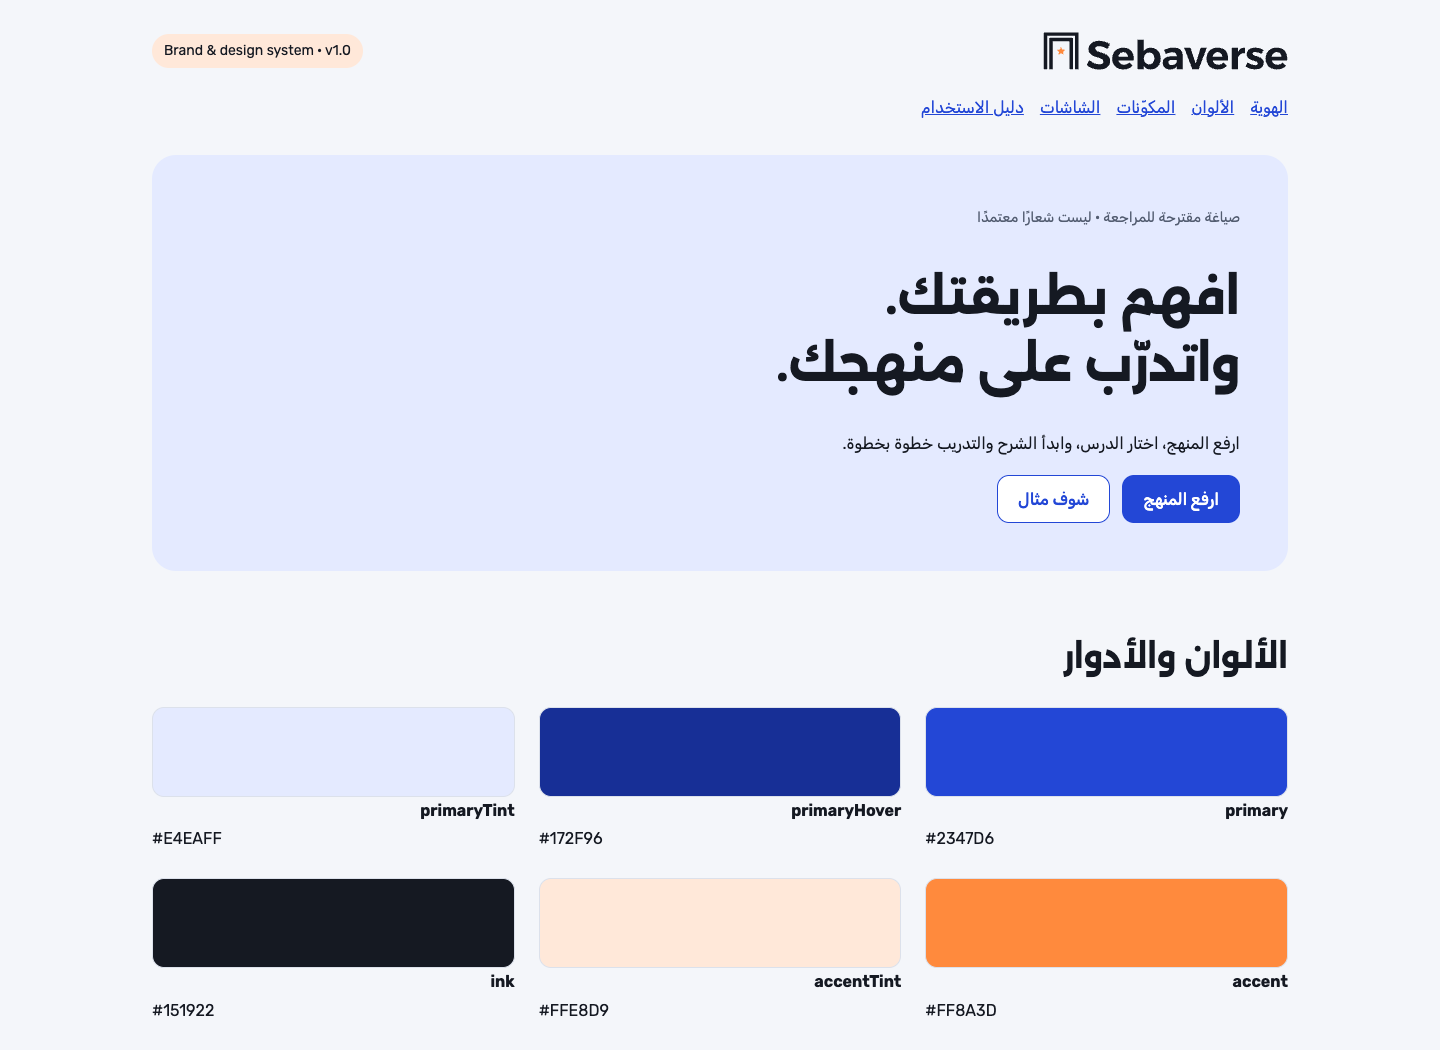 Sebaverse
Brand & design system • v1.0
الهوية الألوان المكوّنات الشاشات دليل الاستخدام
صياغة مقترحة للمراجعة • ليست شعارًا معتمدًا
افهم بطريقتك.
واتدرّب على منهجك.
ارفع المنهج، اختار الدرس، وابدأ الشرح والتدريب خطوة بخطوة.
ارفع المنهج شوف مثال
الألوان والأدوار
primary primaryHover primaryTint
#2347D6 #172F96 #E4EAFF
accent accentTint ink
#FF8A3D #FFE8D9 #151922